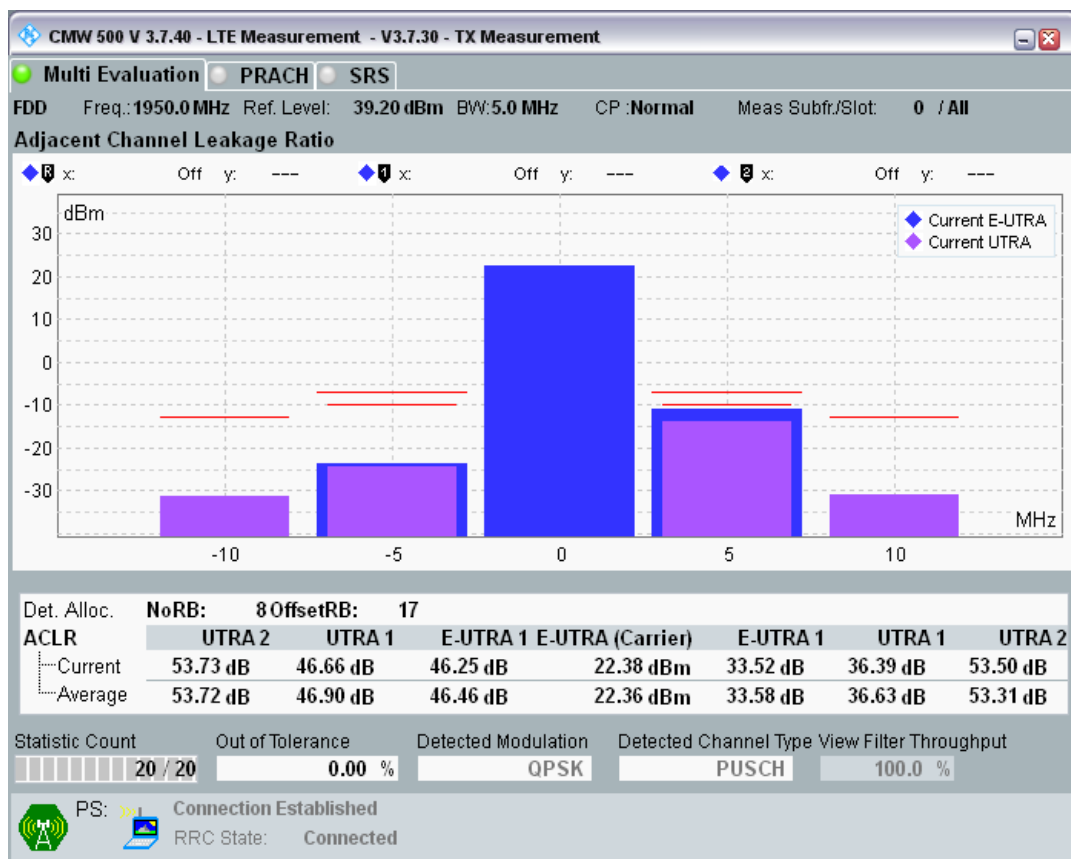 CMW 500 V 3.7.40 - LTE Measurement - V3.7.30 - TX Measurement
Multi Evaluation PRACH SRS
FDD Freq.: 1950.0 MHz Ref. Level: 39.20 dBm BW: 5.0 MHz CP : Normal Meas Subfr./Slot: 0 / All
Adjacent Channel Leakage Ratio
R x: Off y: --- 1 x: Off y: --- 2 x: Off y: ---
dBm
Current E-UTRA
Current UTRA
30
20
10
0
-10
-20
-30
MHz
-10 -5 0 5 10
Det. Alloc. NoRB: 8 OffsetRB: 17
ACLR UTRA 2 UTRA 1 E-UTRA 1 E-UTRA (Carrier) E-UTRA 1 UTRA 1 UTRA 2
Current 53.73 dB 46.66 dB 46.25 dB 22.38 dBm 33.52 dB 36.39 dB 53.50 dB
Average 53.72 dB 46.90 dB 46.46 dB 22.36 dBm 33.58 dB 36.63 dB 53.31 dB
Statistic Count Out of Tolerance Detected Modulation Detected Channel Type View Filter Throughput
20 / 20 0.00 % QPSK PUSCH 100.0 %
PS: Connection Established
RRC State: Connected